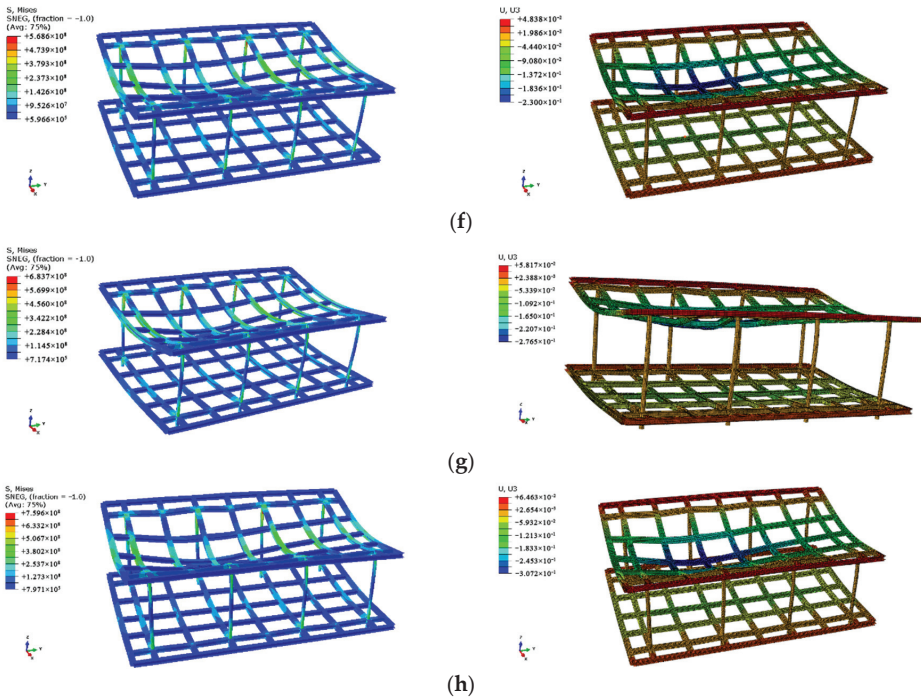 S, Mises
SNEG, (fraction = -1.0)
(Avg: 75%)
+5.686×10⁸
+4.739×10⁸
+3.793×10⁸
+2.373×10⁸
+1.426×10⁸
+9.526×10⁷
+5.966×10⁵
Z
Y
X
U, U3
+4.838×10⁻²
+1.986×10⁻²
−4.440×10⁻²
−9.080×10⁻²
−1.372×10⁻¹
−1.836×10⁻¹
−2.300×10⁻¹
Z
Y
X
(f)
S, Mises
SNEG, (fraction = -1.0)
(Avg: 75%)
+6.837×10⁸
+5.699×10⁸
+4.560×10⁸
+3.422×10⁸
+2.284×10⁸
+1.145×10⁸
+7.174×10⁵
Z
Y
X
U, U3
+5.817×10⁻²
+2.388×10⁻²
−5.339×10⁻²
−1.092×10⁻¹
−1.650×10⁻¹
−2.207×10⁻¹
−2.765×10⁻¹
Z
Y
X
(g)
S, Mises
SNEG, (fraction = -1.0)
(Avg: 75%)
+7.596×10⁸
+6.332×10⁸
+5.067×10⁸
+3.802×10⁸
+2.537×10⁸
+1.273×10⁸
+7.971×10⁵
Z
Y
X
U, U3
+6.463×10⁻²
+2.654×10⁻²
−5.932×10⁻²
−1.213×10⁻¹
−1.833×10⁻¹
−2.453×10⁻¹
−3.072×10⁻¹
Z
Y
X
(h)